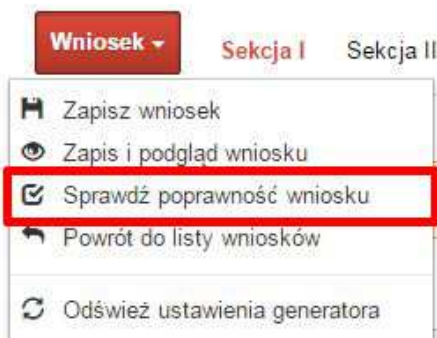 Wniosek Sekcja I Sekcja II
Zapisz wniosek
Zapis i podgląd wniosku
Sprawdź poprawność wniosku
Powrót do listy wniosków
Odśwież ustawienia generatora